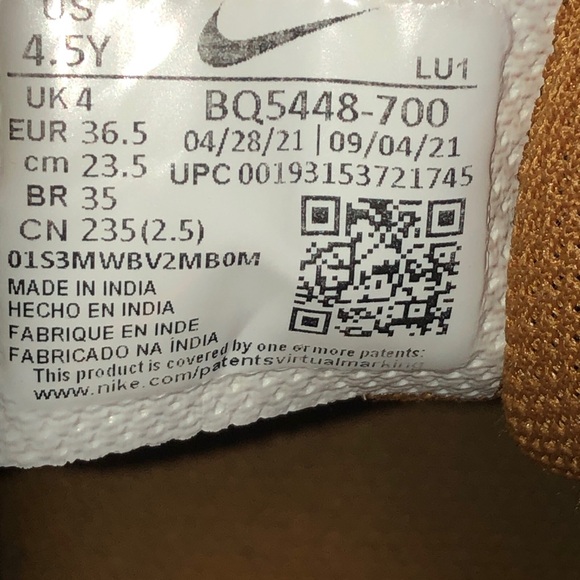 US
4.5Y
LU1
UK 4
EUR 36.5
cm 23.5
BR 35
CN 235(2.5)
BQ5448-700
04/28/21 | 09/04/21
UPC 00193153721745
01S3MWBV2MB0M
MADE IN INDIA
HECHO EN INDIA
FABRIQUE EN INDE
FABRICADO NA INDIA
This product is covered by one or more patents:
www.nike.com/patentsvirtualmarking